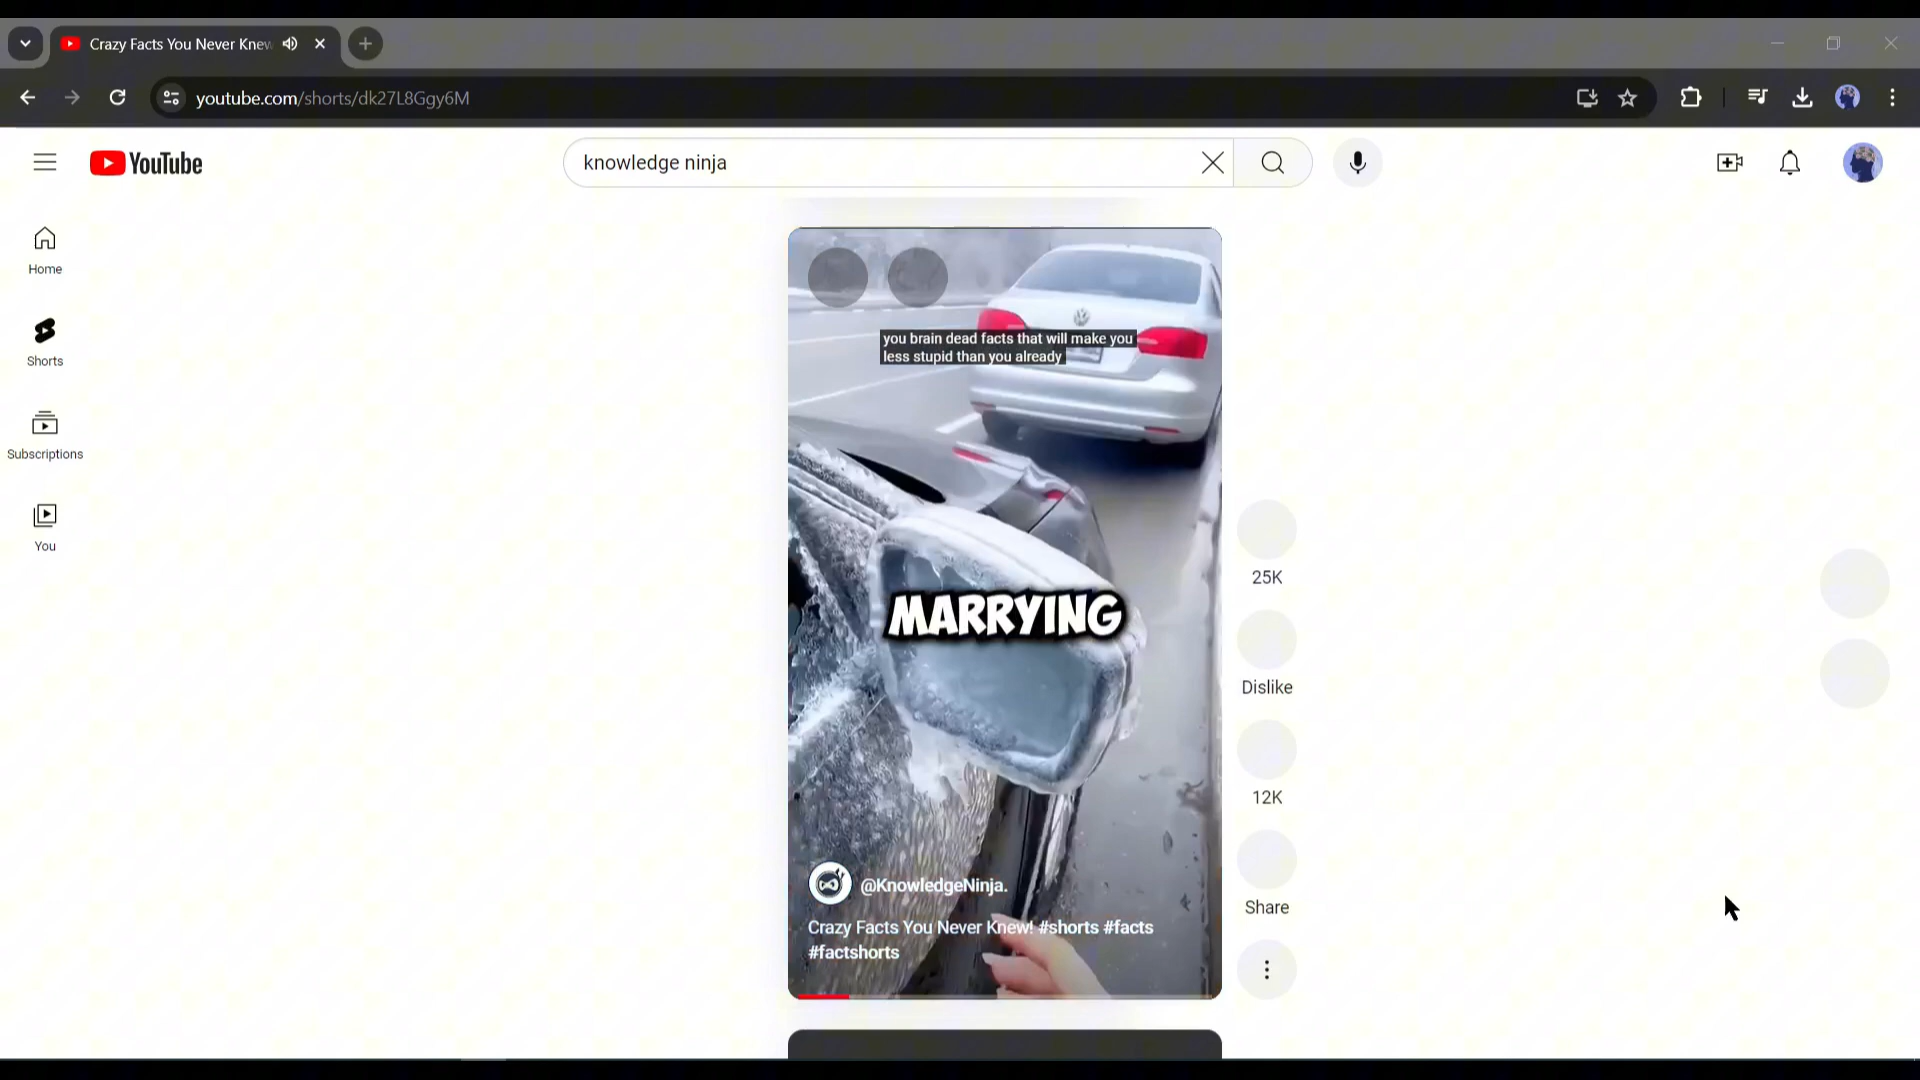 Crazy Facts You Never Knew
youtube.com/shorts/dk27L8Ggy6M
YouTube
knowledge ninja
Home
Shorts
Subscriptions
You
you brain dead facts that will make you
less stupid than you already
MARRYING
@KnowledgeNinja.
Crazy Facts You Never Knew! #shorts #facts
#factshorts
25K
Dislike
12K
Share